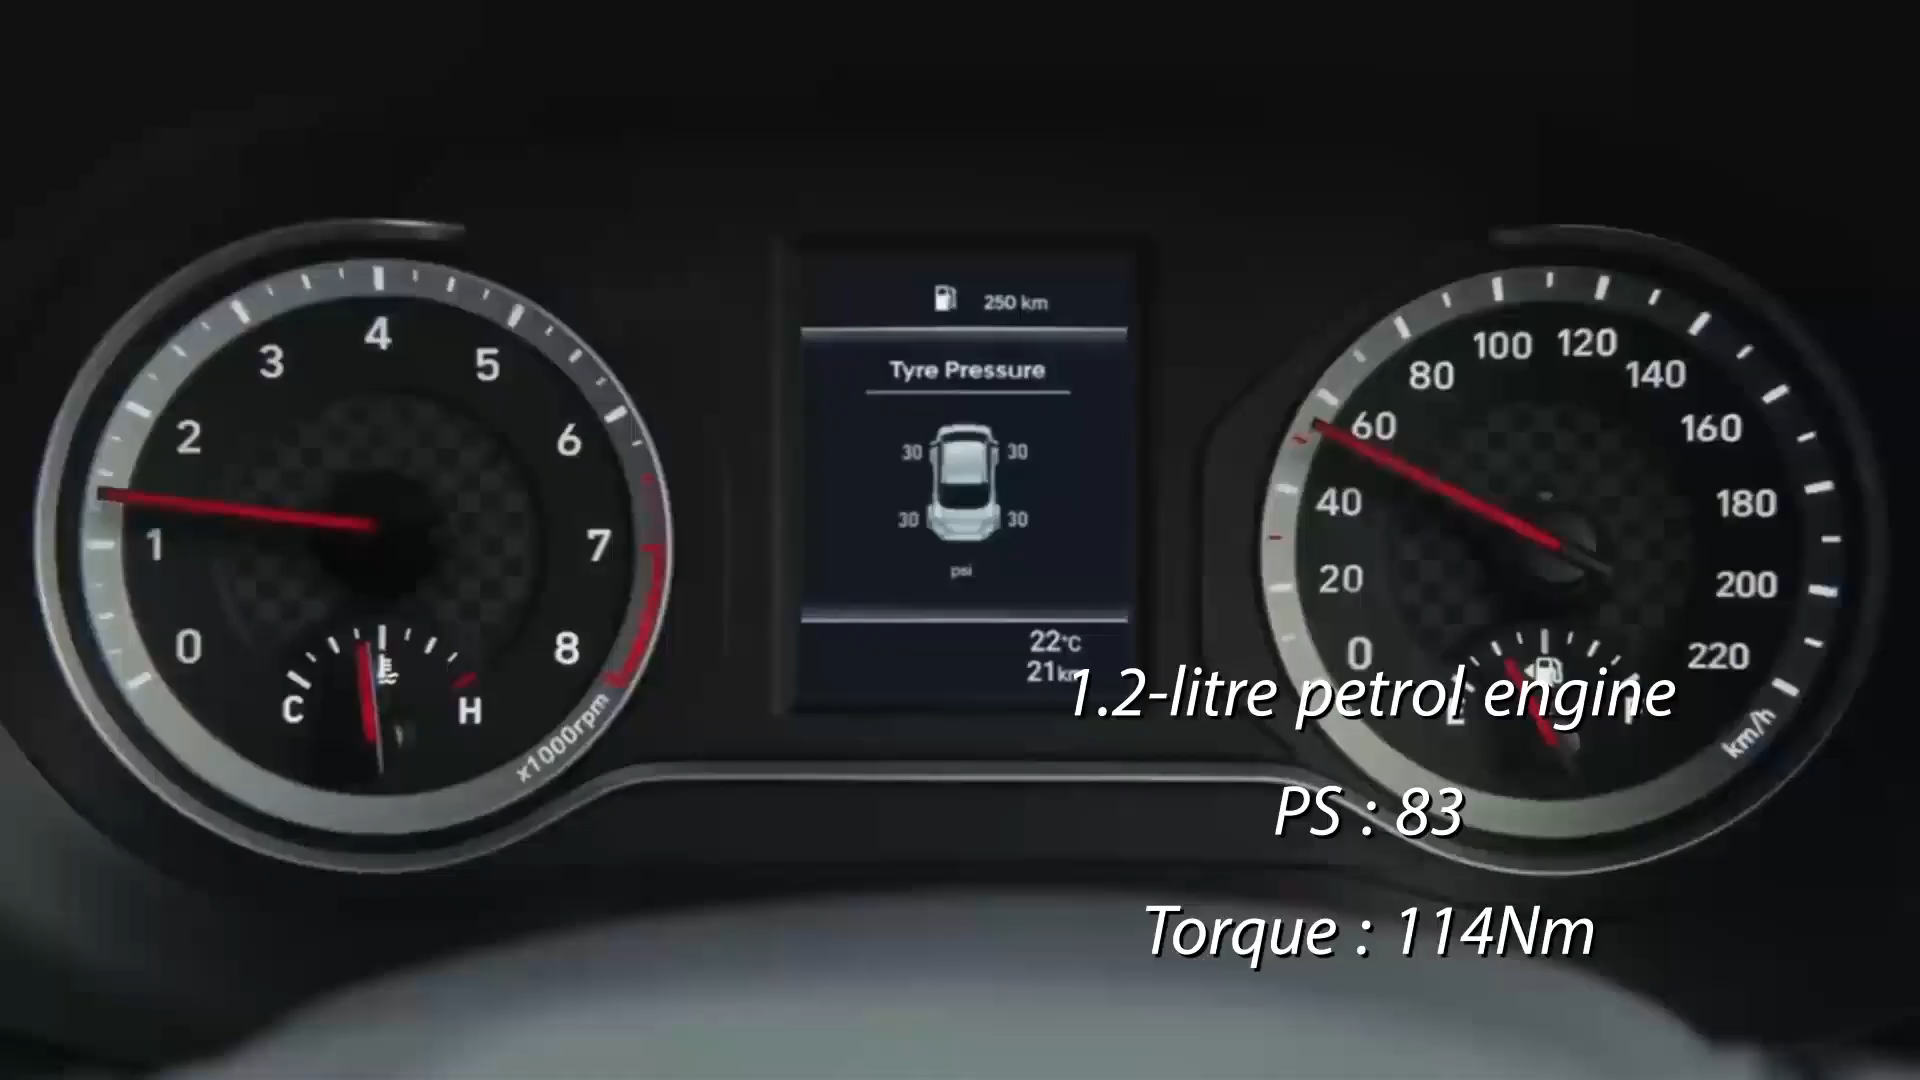 4
3
5
2
6
1
7
0
8
C
H
x1000rpm
250 km
Tyre Pressure
30 30
30 30
psi
22°C
21km
100 120
80 140
60 160
40 180
20 200
0 220
E F
km/h
1.2-litre petrol engine
PS : 83
Torque : 114Nm